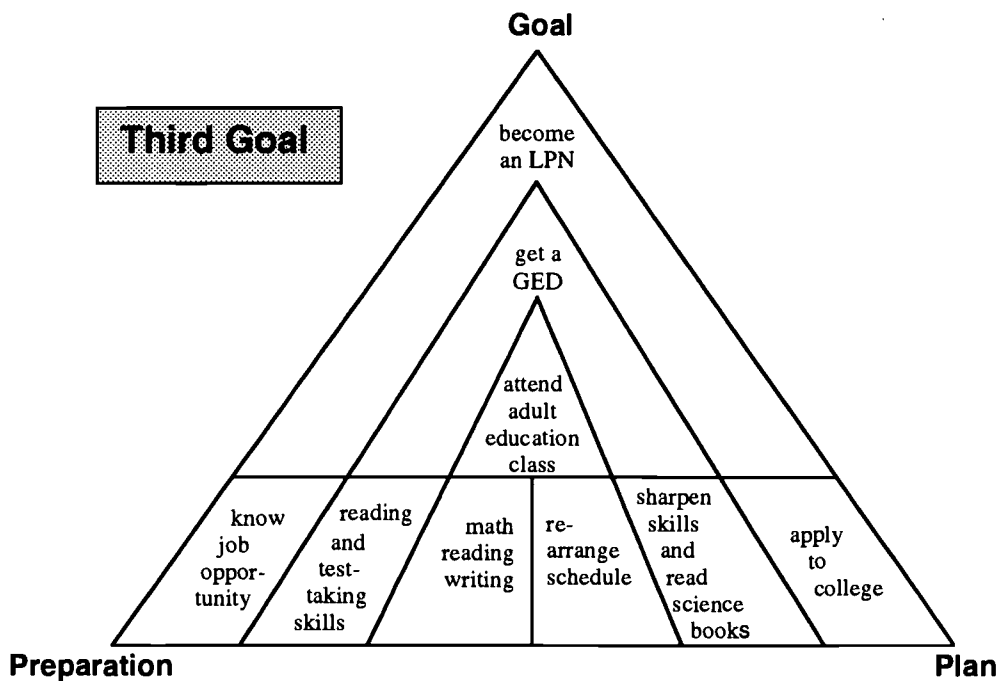 Goal
Third Goal
become
an LPN
get a
GED
attend
adult
education
class
know
job
oppor-
tunity
reading
and
test-
taking
skills
math
reading
writing
re-
arrange
schedule
sharpen
skills
and
read
science
books
apply
to
college
Preparation
Plan